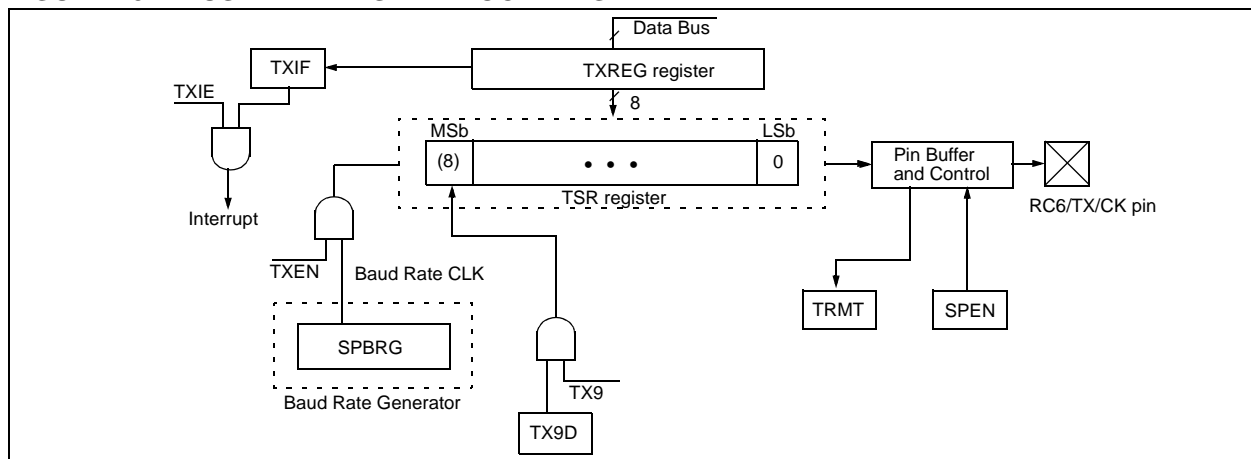 Data Bus
TXIF
TXREG register
TXIE
8
MSb
LSb
(8)
• • •
0
Pin Buffer
and Control
TSR register
Interrupt
RC6/TX/CK pin
TXEN
Baud Rate CLK
TRMT
SPEN
SPBRG
TX9
Baud Rate Generator
TX9D